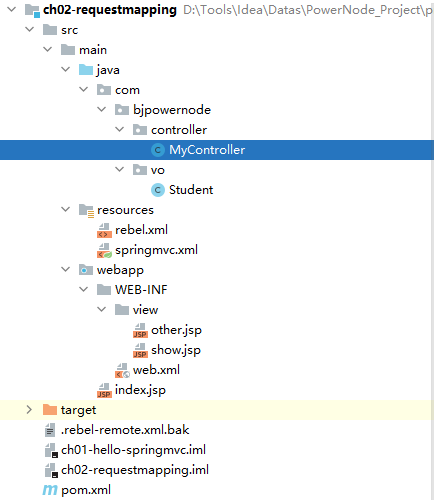 ch02-requestmapping D:\Tools\Idea\Datas\PowerNode_Project\p
src
main
java
com
bjpowernode
controller
MyController
vo
Student
resources
rebel.xml
springmvc.xml
webapp
WEB-INF
view
other.jsp
show.jsp
web.xml
index.jsp
target
.rebel-remote.xml.bak
ch01-hello-springmvc.iml
ch02-requestmapping.iml
pom.xml